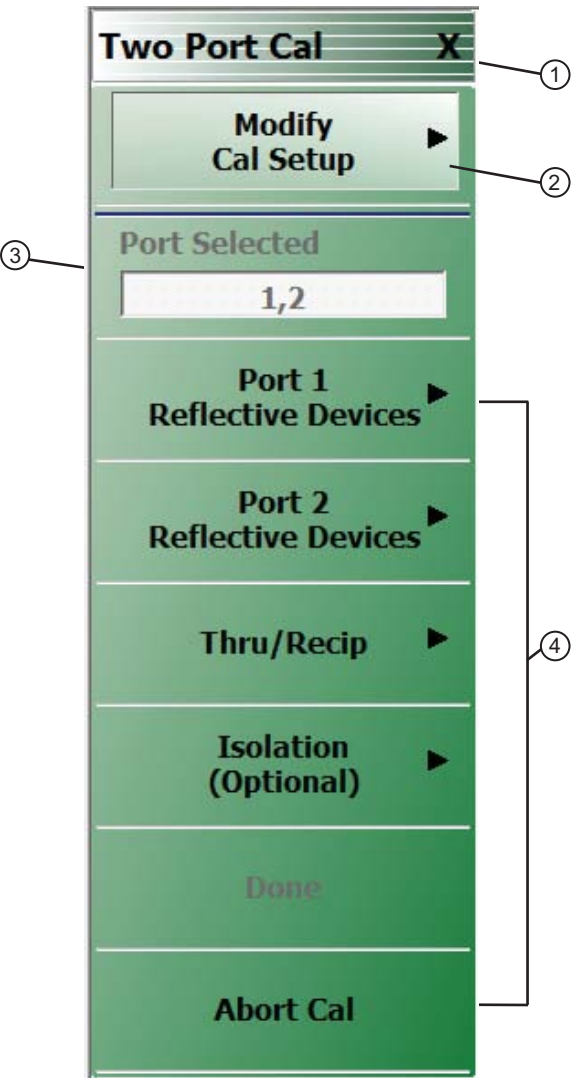 Two Port Cal X
1
Modify
Cal Setup
2
3
Port Selected
1,2
Port 1
Reflective Devices
Port 2
Reflective Devices
Thru/Recip
4
Isolation
(Optional)
Done
Abort Cal